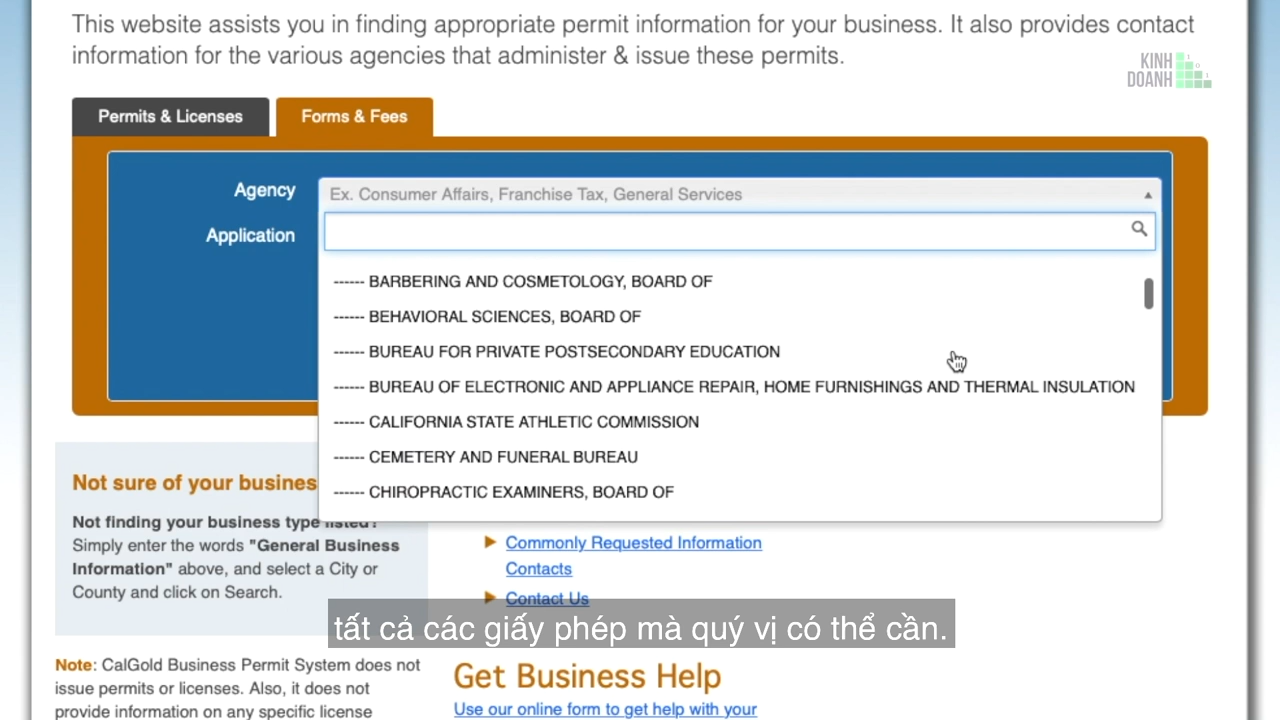 This website assists you in finding appropriate permit information for your business. It also provides contact
information for the various agencies that administer & issue these permits.
KINH
DOANH
101
Permits & Licenses
Forms & Fees
Agency
Ex. Consumer Affairs, Franchise Tax, General Services
Application
------ BARBERING AND COSMETOLOGY, BOARD OF
------ BEHAVIORAL SCIENCES, BOARD OF
------ BUREAU FOR PRIVATE POSTSECONDARY EDUCATION
------ BUREAU OF ELECTRONIC AND APPLIANCE REPAIR, HOME FURNISHINGS AND THERMAL INSULATION
------ CALIFORNIA STATE ATHLETIC COMMISSION
------ CEMETERY AND FUNERAL BUREAU
------ CHIROPRACTIC EXAMINERS, BOARD OF
Not sure of your busines
Not finding your business type listed?
Simply enter the words "General Business
Information" above, and select a City or
County and click on Search.
Commonly Requested Information
Contacts
Contact Us
tất cả các giấy phép mà quý vị có thể cần.
Note: CalGold Business Permit System does not
issue permits or licenses. Also, it does not
provide information on any specific license
Get Business Help
Use our online form to get help with your